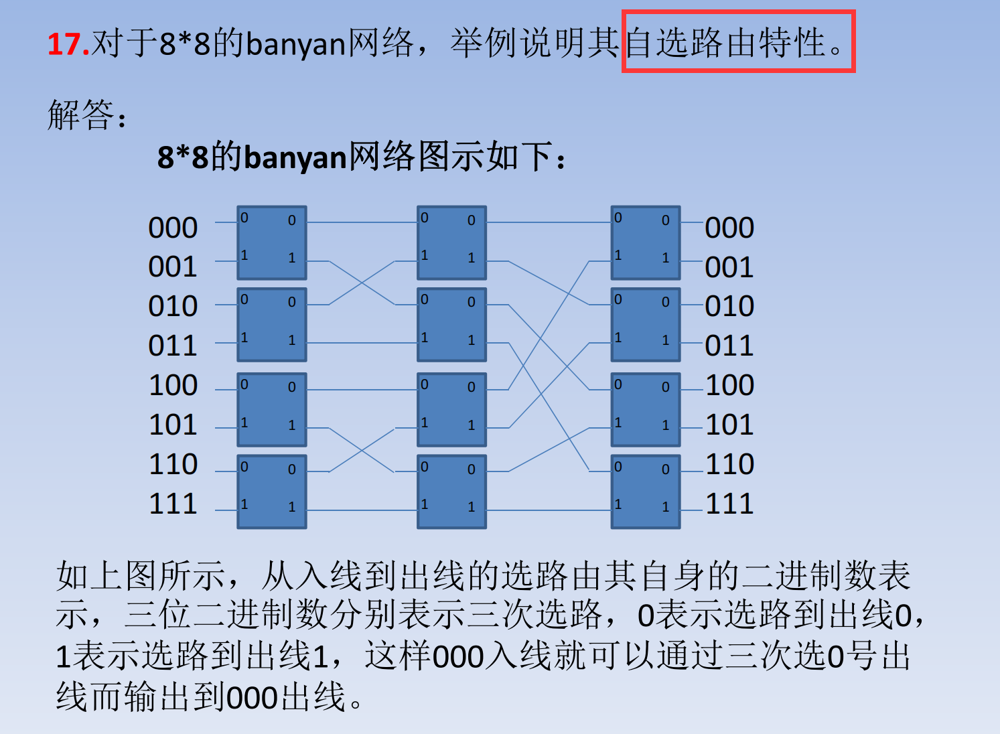 17.对于8*8的banyan网络，举例说明其自选路由特性。
解答：
8*8的banyan网络图示如下：
000 0 0 0 0 0 0 000
001 1 1 1 1 1 1 001
010 0 0 0 0 0 0 010
011 1 1 1 1 1 1 011
100 0 0 0 0 0 0 100
101 1 1 1 1 1 1 101
110 0 0 0 0 0 0 110
111 1 1 1 1 1 1 111
如上图所示，从入线到出线的选路由其自身的二进制数表
示，三位二进制数分别表示三次选路，0表示选路到出线0，
1表示选路到出线1，这样000入线就可以通过三次选0号出
线而输出到000出线。